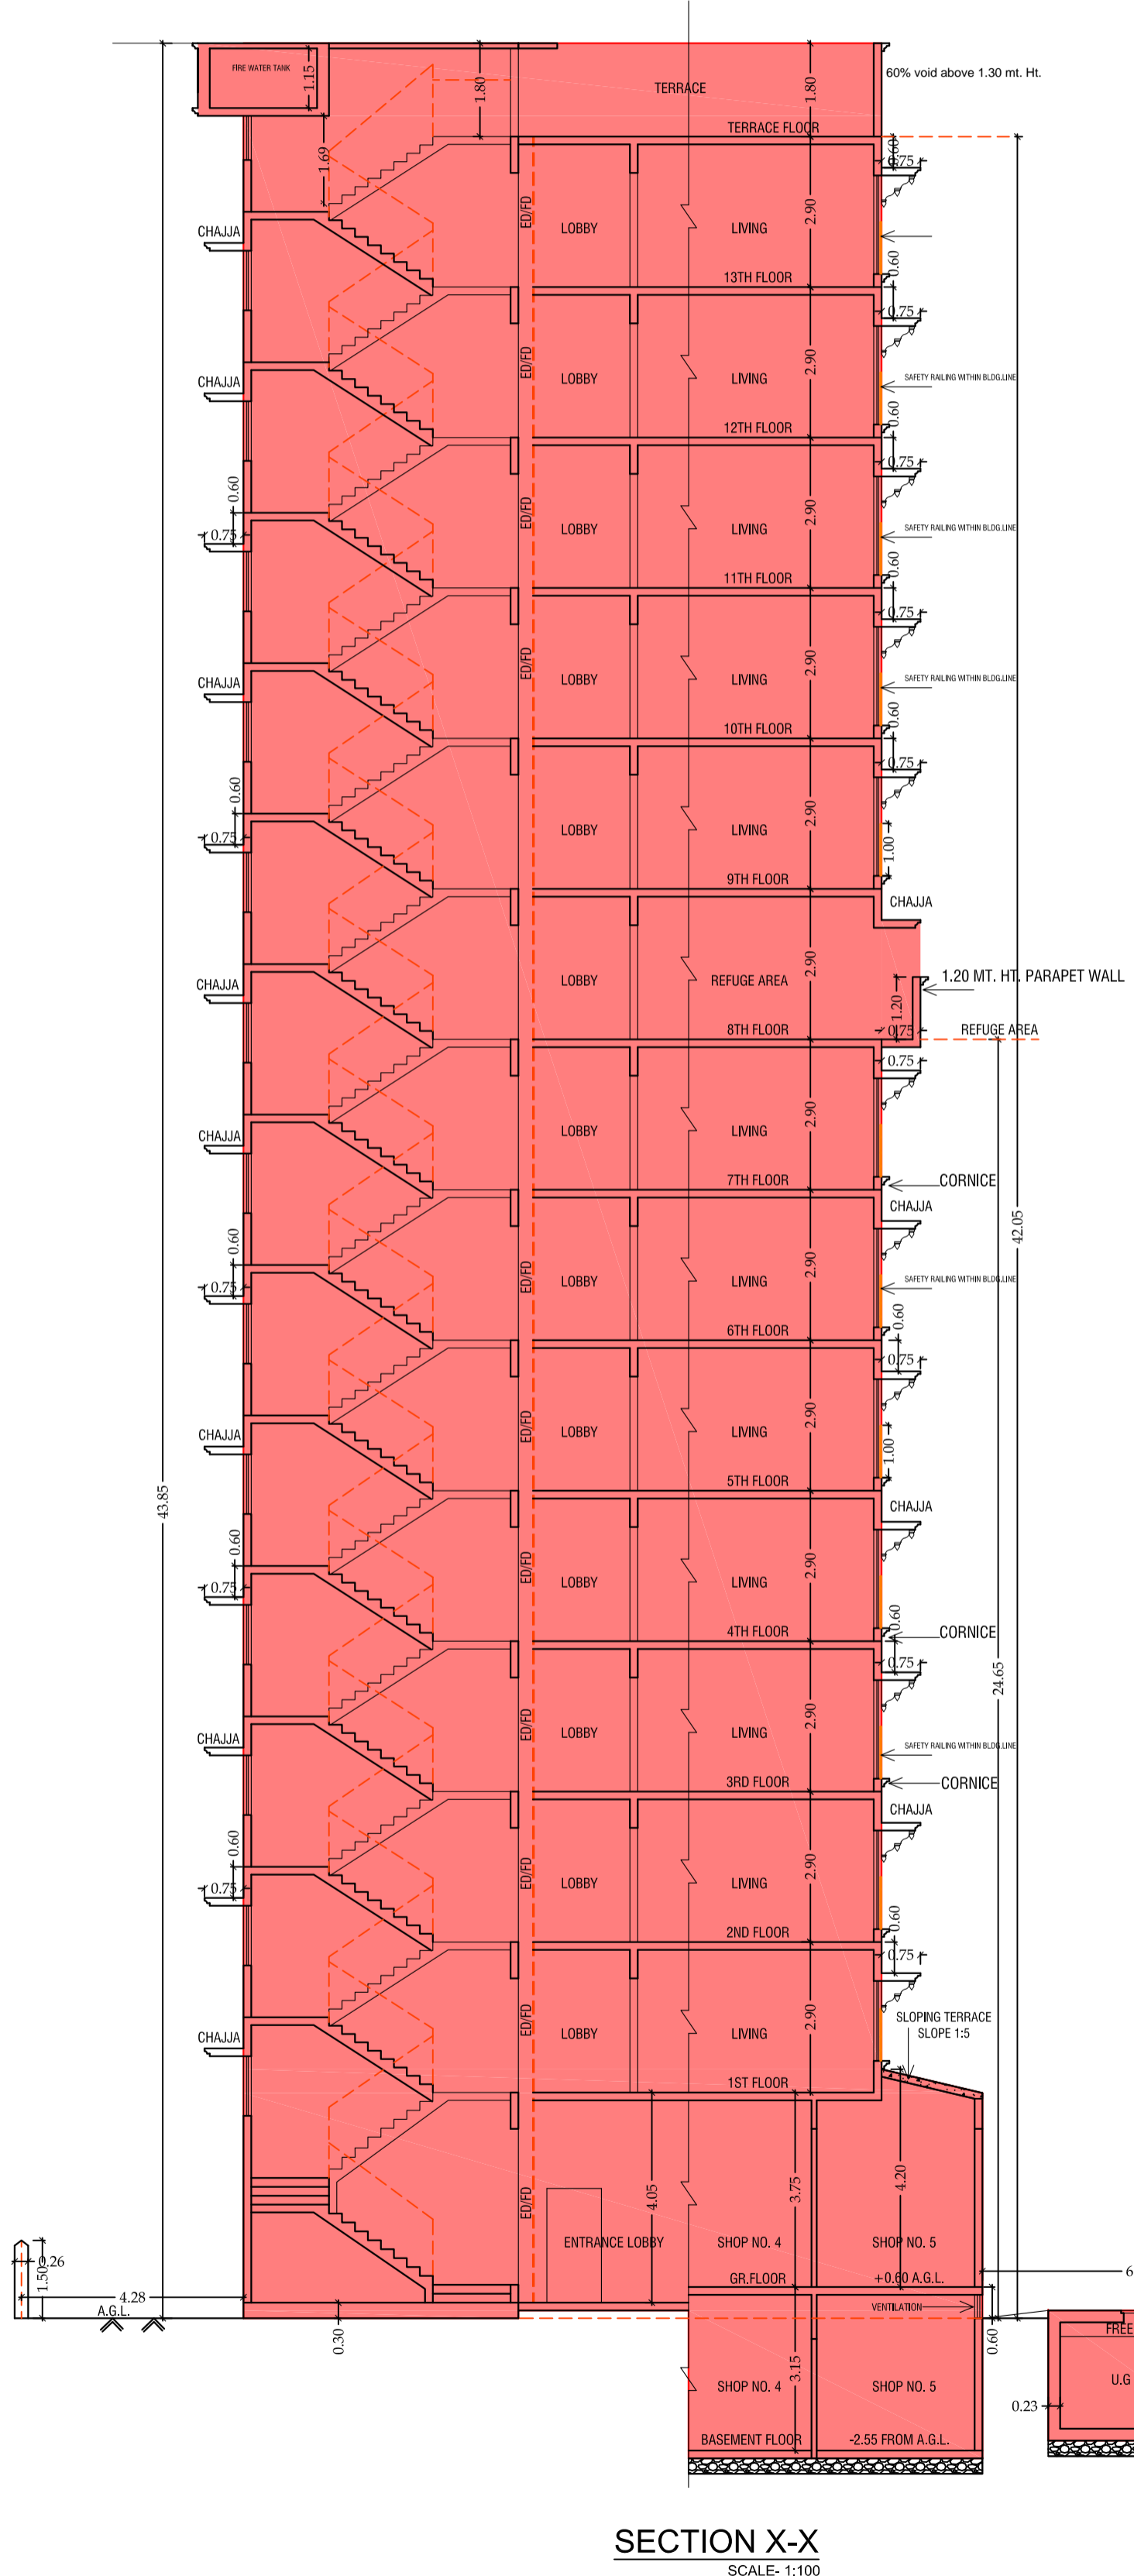 FIRE WATER TANK
1.15
1.80
TERRACE
1.80
60% void above 1.30 mt. Ht.
TERRACE FLOOR
1.69
0.60
0.75
ED/FD
LOBBY
LIVING
2.90
CHAJJA
0.60
13TH FLOOR
0.75
ED/FD
LOBBY
LIVING
2.90
SAFETY RAILING WITHIN BLDG.LINE
CHAJJA
0.60
12TH FLOOR
0.75
0.60
0.75
ED/FD
LOBBY
LIVING
2.90
SAFETY RAILING WITHIN BLDG.LINE
0.60
11TH FLOOR
0.75
ED/FD
LOBBY
LIVING
2.90
SAFETY RAILING WITHIN BLDG.LINE
CHAJJA
0.60
10TH FLOOR
0.75
0.60
0.75
LOBBY
LIVING
2.90
1.00
9TH FLOOR
CHAJJA
LOBBY
REFUGE AREA
2.90
1.20 MT. HT. PARAPET WALL
CHAJJA
1.20
8TH FLOOR
0.75
REFUGE AREA
0.75
LOBBY
LIVING
2.90
CHAJJA
7TH FLOOR
CORNICE
CHAJJA
42.05
0.60
0.75
ED/FD
LOBBY
LIVING
2.90
SAFETY RAILING WITHIN BLDG.LINE
0.60
6TH FLOOR
0.75
ED/FD
LOBBY
LIVING
2.90
1.00
CHAJJA
5TH FLOOR
43.85
CHAJJA
0.60
0.75
ED/FD
LOBBY
LIVING
2.90
0.60
4TH FLOOR
CORNICE
0.75
24.65
ED/FD
LOBBY
LIVING
2.90
SAFETY RAILING WITHIN BLDG.LINE
CHAJJA
3RD FLOOR
CORNICE
CHAJJA
0.60
0.75
ED/FD
LOBBY
LIVING
2.90
0.60
2ND FLOOR
0.75
ED/FD
LOBBY
LIVING
2.90
SLOPING TERRACE
SLOPE 1:5
CHAJJA
1ST FLOOR
4.05
3.75
4.20
ED/FD
ENTRANCE LOBBY
SHOP NO. 4
SHOP NO. 5
0.26
1.50
4.28
GR.FLOOR
+0.60 A.G.L.
6
A.G.L.
VENTILATION
0.30
0.60
FREE
3.15
SHOP NO. 4
SHOP NO. 5
U.G
0.23
BASEMENT FLOOR
-2.55 FROM A.G.L.
SECTION X-X
SCALE- 1:100